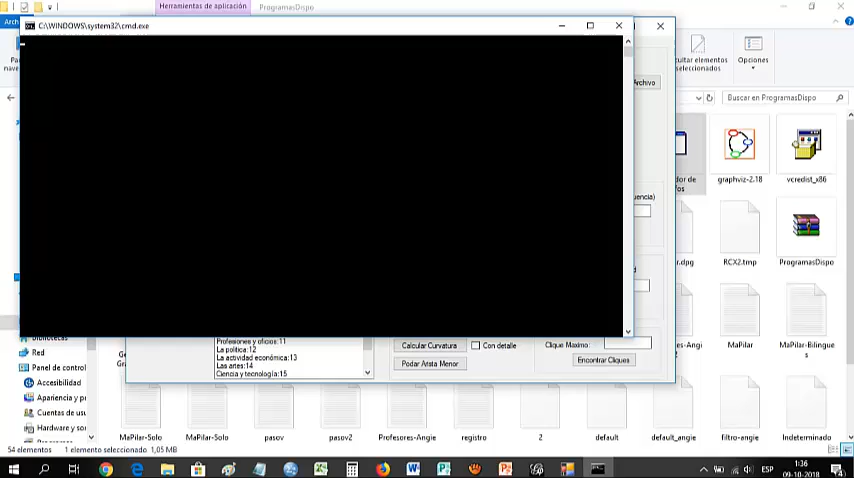 Herramientas de aplicación
ProgramasDispo
C:\WINDOWS\system32\cmd.exe
Archivo
seleccionados
Opciones
Buscar en ProgramasDispo
graphviz-2.18
vcredist_x86
RCX2.tmp
ProgramasDispo
MaPilar
MaPilar-Bilingue
s
Profesiones y oficios:11
La política:12
La actividad económica:13
Las artes:14
Ciencia y tecnología:15
Calcular Curvatura
Con detalle
Clique Maximo:
Podar Arista Menor
Encontrar Cliques
Bibliotecas
Red
Panel de control
Accesibilidad
Apariencia y p
Cuentas de usu
Hardware y so
MaPilar-Solo
MaPilar-Solo
pasov
pasov2
Profesores-Angie
registro
2
default
default_angie
filtro-angie
Indeterminado
54 elementos
1 elemento seleccionado 1,05 MB
ESP
1:36
09-10-2018